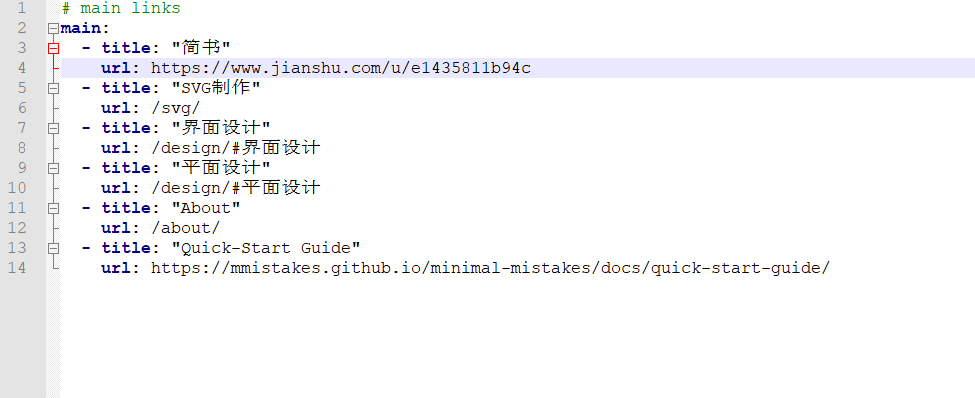 1 # main links
2 main:
3   - title: "简书"
4     url: https://www.jianshu.com/u/e1435811b94c
5   - title: "SVG制作"
6     url: /svg/
7   - title: "界面设计"
8     url: /design/#界面设计
9   - title: "平面设计"
10     url: /design/#平面设计
11   - title: "About"
12     url: /about/
13   - title: "Quick-Start Guide"
14     url: https://mmistakes.github.io/minimal-mistakes/docs/quick-start-guide/